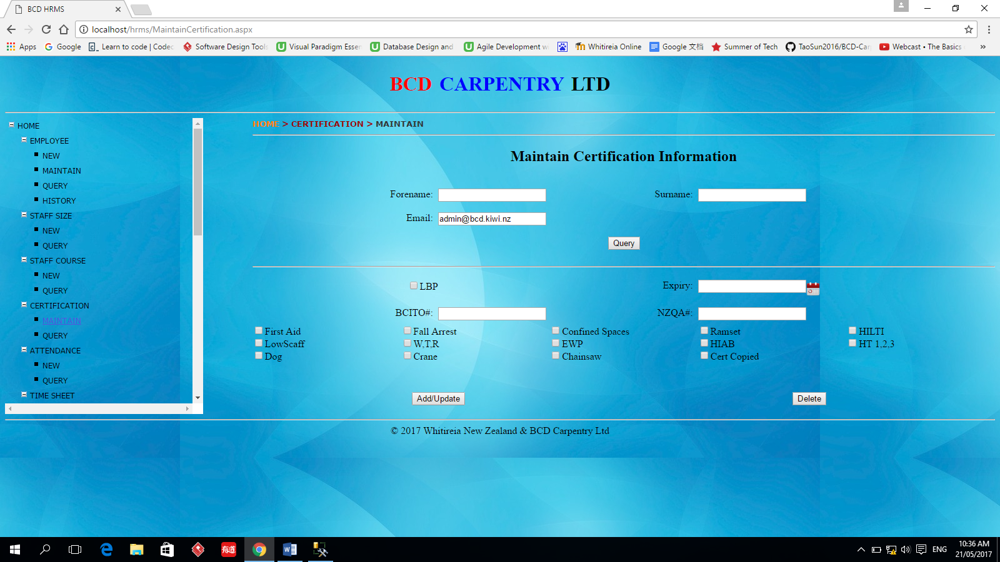 BCD HRMS
localhost/hrms/MaintainCertification.aspx
Apps Google Learn to code | Codec Software Design Tools Visual Paradigm Essen Database Design and Agile Development w Whitireia Online Google 文档 Summer of Tech TaoSun2016/BCD-Car Webcast • The Basics »
BCD CARPENTRY LTD
HOME > CERTIFICATION > MAINTAIN
HOME
EMPLOYEE
NEW
MAINTAIN
QUERY
HISTORY
STAFF SIZE
NEW
QUERY
STAFF COURSE
NEW
QUERY
CERTIFICATION
MAINTAIN
QUERY
ATTENDANCE
NEW
QUERY
TIME SHEET
Maintain Certification Information
Forename: Surname:
Email: admin@bcd.kiwi.nz
Query
LBP Expiry:
BCITO#: NZQA#:
First Aid Fall Arrest Confined Spaces Ramset HILTI
LowScaff W,T,R EWP HIAB HT 1,2,3
Dog Crane Chainsaw Cert Copied
Add/Update Delete
© 2017 Whitireia New Zealand & BCD Carpentry Ltd
有道
ENG
10:36 AM
21/05/2017